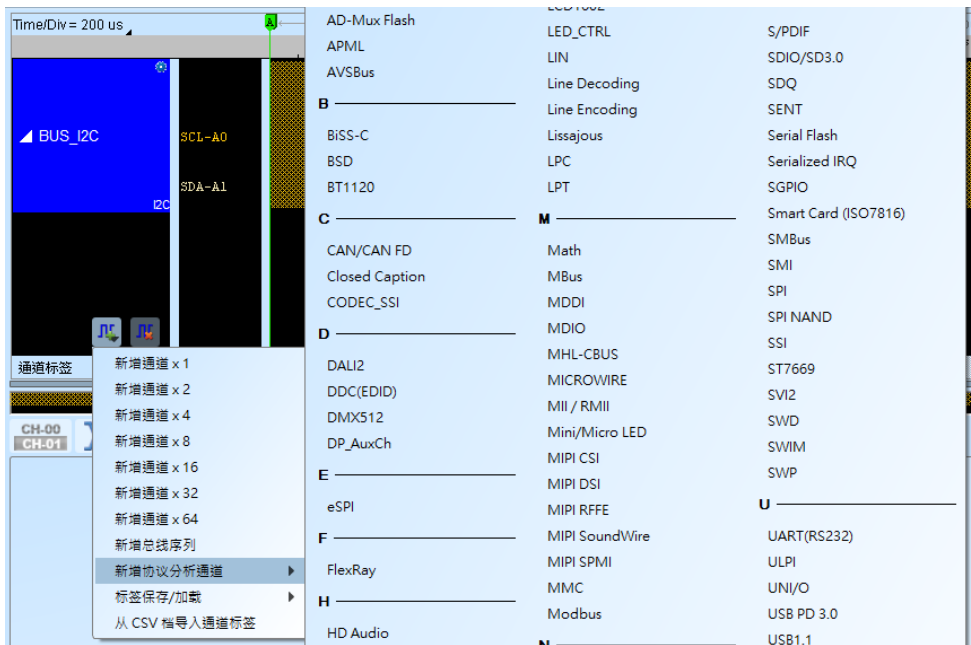 Time/Div = 200 us
A
BUS_I2C
SCL-A0
SDA-A1
I2C
通道标签
CH-00
CH-01
新增通道 x 1
新增通道 x 2
新增通道 x 4
新增通道 x 8
新增通道 x 16
新增通道 x 32
新增通道 x 64
新增总线序列
新增协议分析通道
标签保存/加载
从 CSV 档导入通道标签
AD-Mux Flash
APML
AVSBus
B
BiSS-C
BSD
BT1120
C
CAN/CAN FD
Closed Caption
CODEC_SSI
D
DALI2
DDC(EDID)
DMX512
DP_AuxCh
E
eSPI
F
FlexRay
H
HD Audio
LCD1602
LED_CTRL
LIN
Line Decoding
Line Encoding
Lissajous
LPC
LPT
M
Math
MBus
MDDI
MDIO
MHL-CBUS
MICROWIRE
MII / RMII
Mini/Micro LED
MIPI CSI
MIPI DSI
MIPI RFFE
MIPI SoundWire
MIPI SPMI
MMC
Modbus
N
S/PDIF
SDIO/SD3.0
SDQ
SENT
Serial Flash
Serialized IRQ
SGPIO
Smart Card (ISO7816)
SMBus
SMI
SPI
SPI NAND
SSI
ST7669
SVI2
SWD
SWIM
SWP
U
UART(RS232)
ULPI
UNI/O
USB PD 3.0
USB1.1